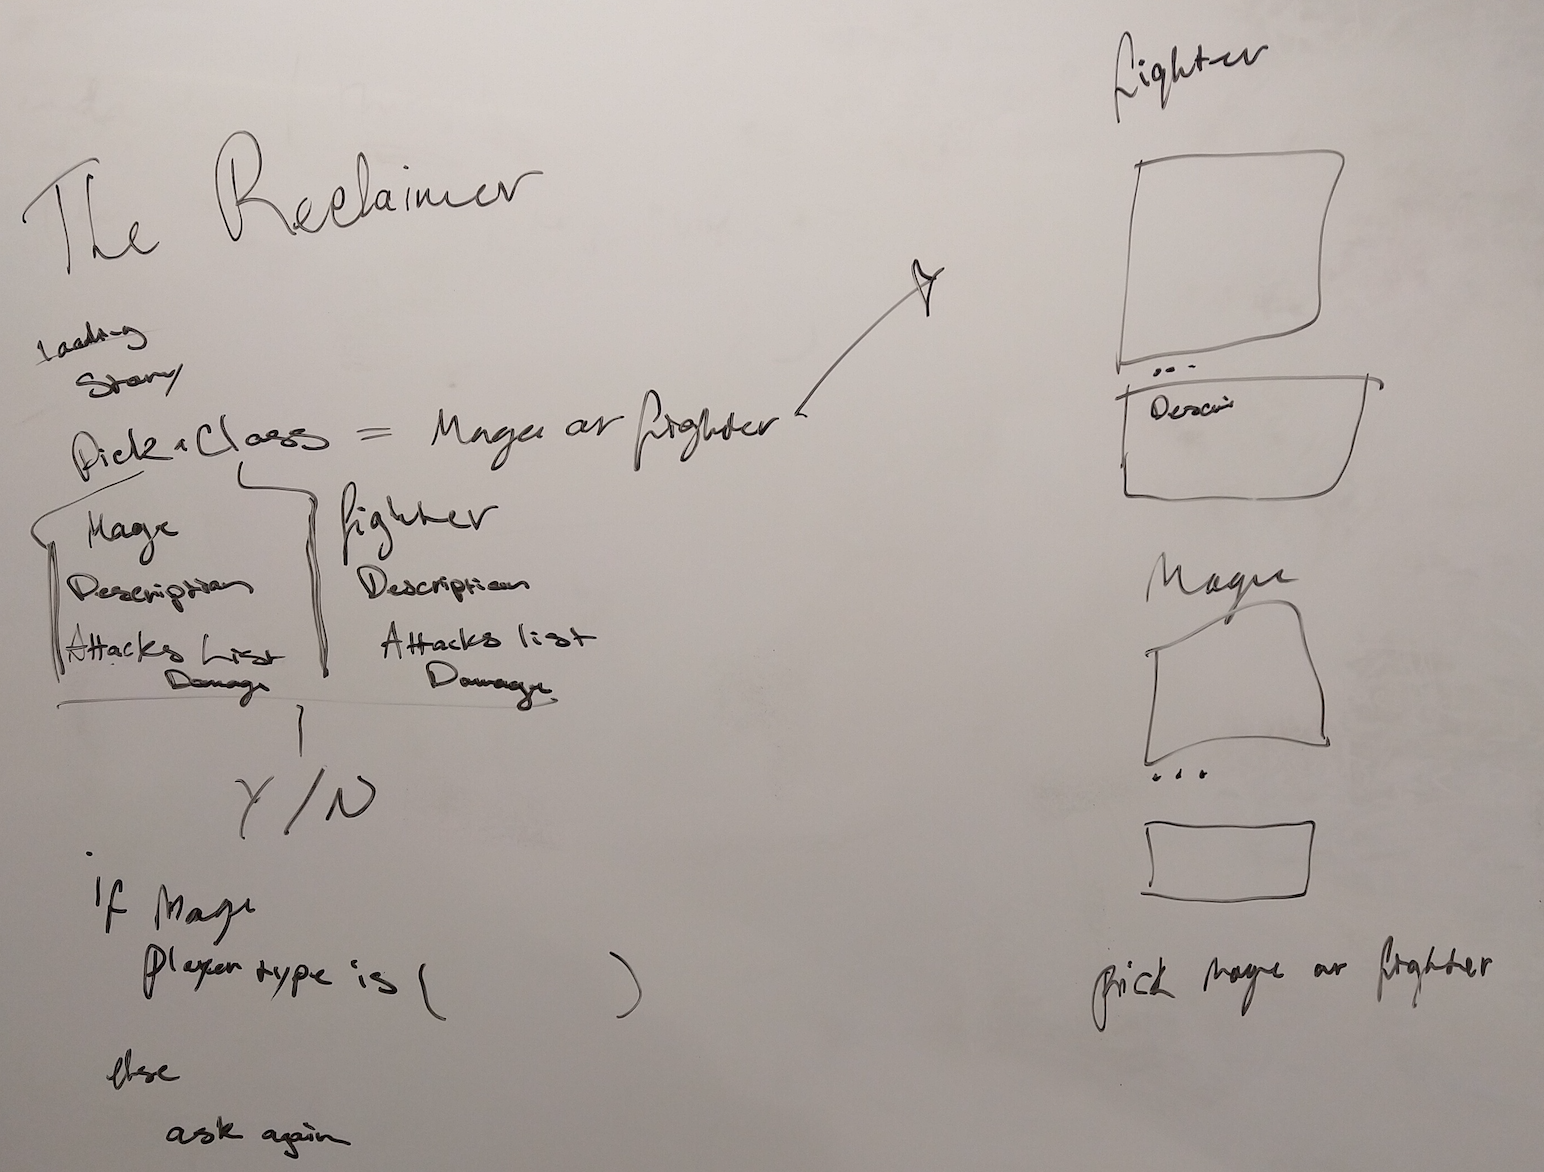 The Reclaimer
Loading
Story
Pick a Class = Mage or fighter
Mage
Description
Attacks List
Damage
fighter
Description
Attacks list
Damage
Y/N
if Mage
player type is (     )
else
ask again
fighter
...
Descri
Mage
...
pick Mage or fighter